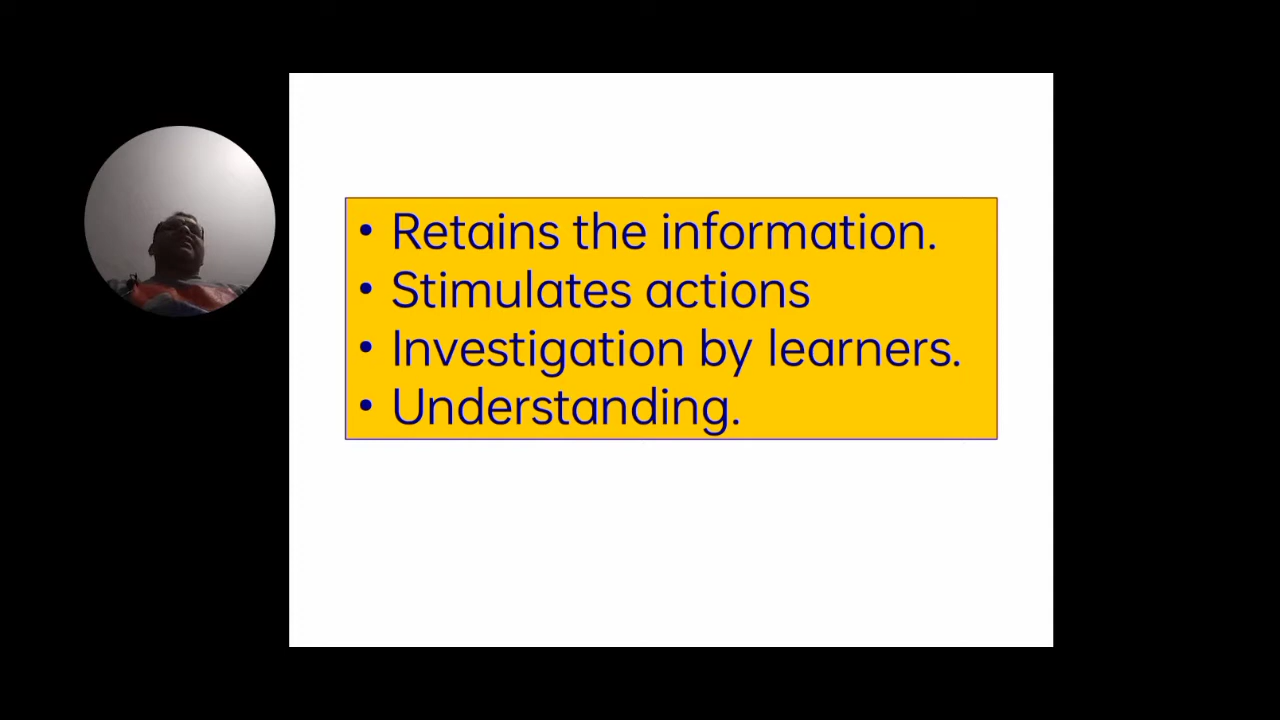 • Retains the information.
• Stimulates actions
• Investigation by learners.
• Understanding.